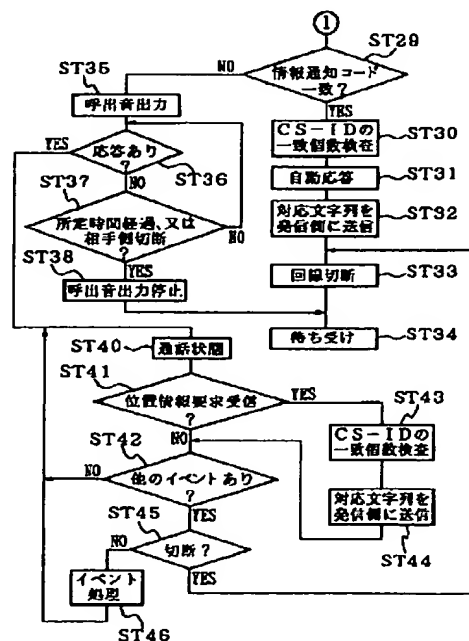 ①
ST29
情報通知コード
一致？
NO
YES
ST35
呼出音出力
ST30
CS-IDの
一致個数検査
YES
応答あり
？
ST36
NO
ST31
自動応答
ST37
所定時間経過、又は
相手側切断
？
NO
YES
ST32
対応文字列を
発信側に送信
ST38
呼出音出力停止
ST33
回線切断
ST34
待ち受け
ST40
通話状態
ST41
位置情報要求受信
？
YES
NO
ST43
CS-IDの
一致個数検査
ST42
他のイベントあり
？
NO
YES
対応文字列を
発信側に送信
ST44
ST45
切断？
NO
YES
イベント
処理
ST46